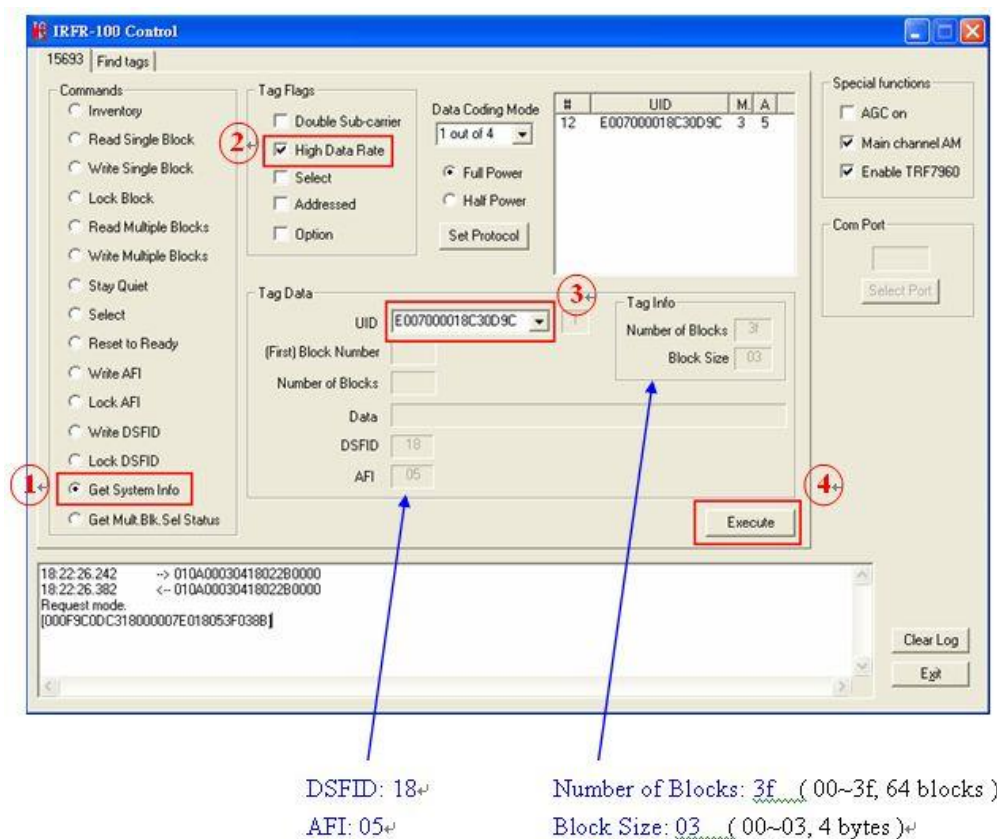 IRFR-100 Control
15693
Find tags
Commands
Inventory
Read Single Block
Write Single Block
Lock Block
Read Multiple Blocks
Write Multiple Blocks
Stay Quiet
Select
Reset to Ready
Write AFI
Lock AFI
Write DSFID
Lock DSFID
1
Get System Info
Get Mult.Blk.Sel Status
Tag Flags
Double Sub-carrier
2
High Data Rate
Select
Addressed
Option
Data Coding Mode
1 out of 4
Full Power
Half Power
Set Protocol
# UID M. A
12 E007000018C30D9C 3 5
Special functions
AGC on
Main channel AM
Enable TRF7960
Com Port
Select Port
Tag Data
UID E007000018C30D9C
3
(First) Block Number
Number of Blocks
Data
DSFID 18
AFI 05
Tag Info
Number of Blocks 3f
Block Size 03
4
Execute
18:22:26.242 --> 010A00030418022B0000
18:22:26.382 <-- 010A00030418022B0000
Request mode.
[000F9C0DC318000007E018053F038B]
Clear Log
Exit
DSFID: 18
AFI: 05
Number of Blocks: 3f ( 00~3f, 64 blocks )
Block Size: 03 ( 00~03, 4 bytes )